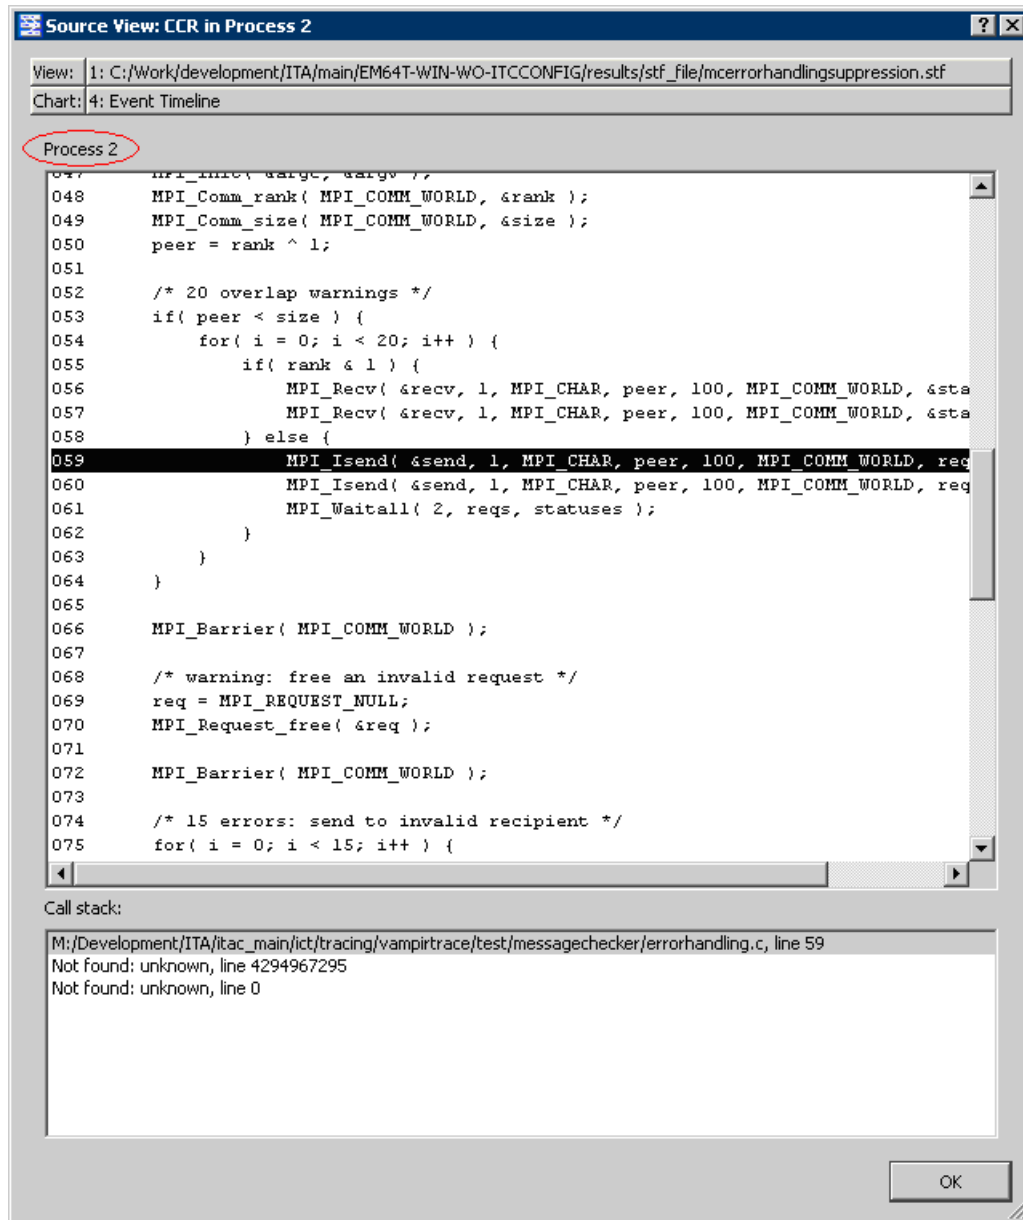 Source View: CCR in Process 2
View: 1: C:/Work/development/ITA/main/EM64T-WIN-WO-ITCCONFIG/results/stf_file/mcerrorhandlingsuppression.stf
Chart: 4: Event Timeline
Process 2
047 MPI_Init( &argc, &argv );
048 MPI_Comm_rank( MPI_COMM_WORLD, &rank );
049 MPI_Comm_size( MPI_COMM_WORLD, &size );
050 peer = rank ^ 1;
051
052 /* 20 overlap warnings */
053 if( peer < size ) {
054 for( i = 0; i < 20; i++ ) {
055 if( rank & 1 ) {
056 MPI_Recv( &recv, 1, MPI_CHAR, peer, 100, MPI_COMM_WORLD, &sta
057 MPI_Recv( &recv, 1, MPI_CHAR, peer, 100, MPI_COMM_WORLD, &sta
058 } else {
059 MPI_Isend( &send, 1, MPI_CHAR, peer, 100, MPI_COMM_WORLD, req
060 MPI_Isend( &send, 1, MPI_CHAR, peer, 100, MPI_COMM_WORLD, req
061 MPI_Waitall( 2, reqs, statuses );
062 }
063 }
064 }
065
066 MPI_Barrier( MPI_COMM_WORLD );
067
068 /* warning: free an invalid request */
069 req = MPI_REQUEST_NULL;
070 MPI_Request_free( &req );
071
072 MPI_Barrier( MPI_COMM_WORLD );
073
074 /* 15 errors: send to invalid recipient */
075 for( i = 0; i < 15; i++ ) {
Call stack:
M:/Development/ITA/itac_main/ict/tracing/vampirtrace/test/messagechecker/errorhandling.c, line 59
Not found: unknown, line 4294967295
Not found: unknown, line 0
OK